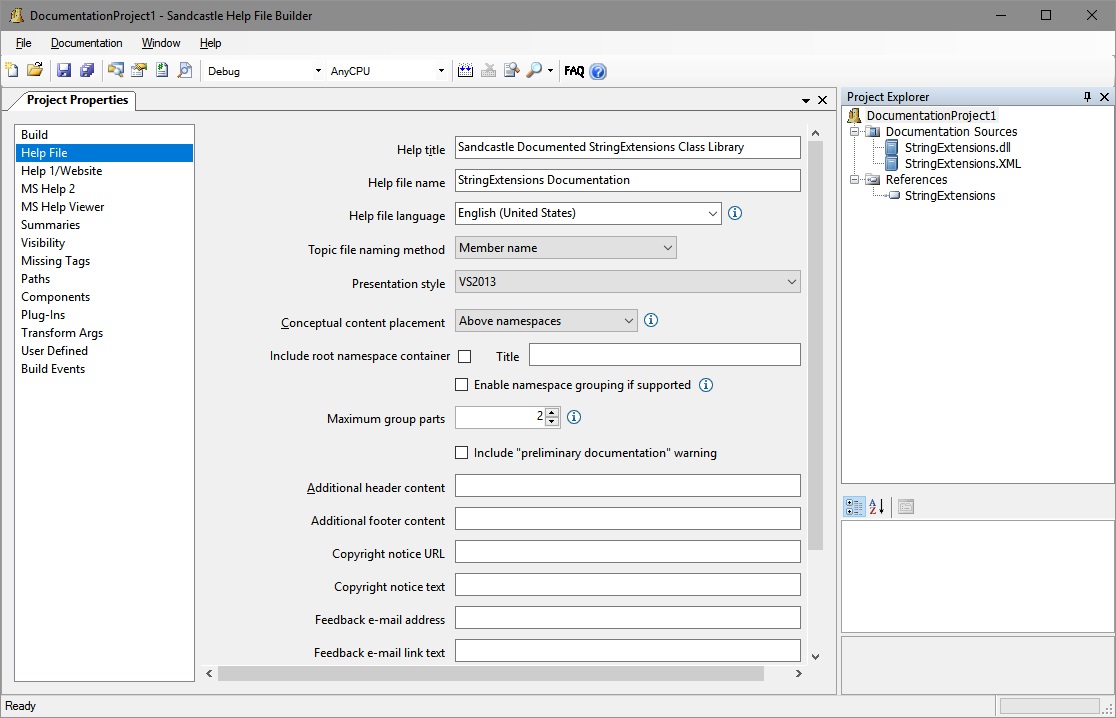 DocumentationProject1 - Sandcastle Help File Builder
File Documentation Window Help
Debug AnyCPU FAQ
Project Properties
Build
Help File
Help 1/Website
MS Help 2
MS Help Viewer
Summaries
Visibility
Missing Tags
Paths
Components
Plug-Ins
Transform Args
User Defined
Build Events
Help title Sandcastle Documented StringExtensions Class Library
Help file name StringExtensions Documentation
Help file language English (United States)
Topic file naming method Member name
Presentation style VS2013
Conceptual content placement Above namespaces
Include root namespace container Title
Enable namespace grouping if supported
Maximum group parts 2
Include "preliminary documentation" warning
Additional header content
Additional footer content
Copyright notice URL
Copyright notice text
Feedback e-mail address
Feedback e-mail link text
Project Explorer
DocumentationProject1
Documentation Sources
StringExtensions.dll
StringExtensions.XML
References
StringExtensions
A
Z
Ready